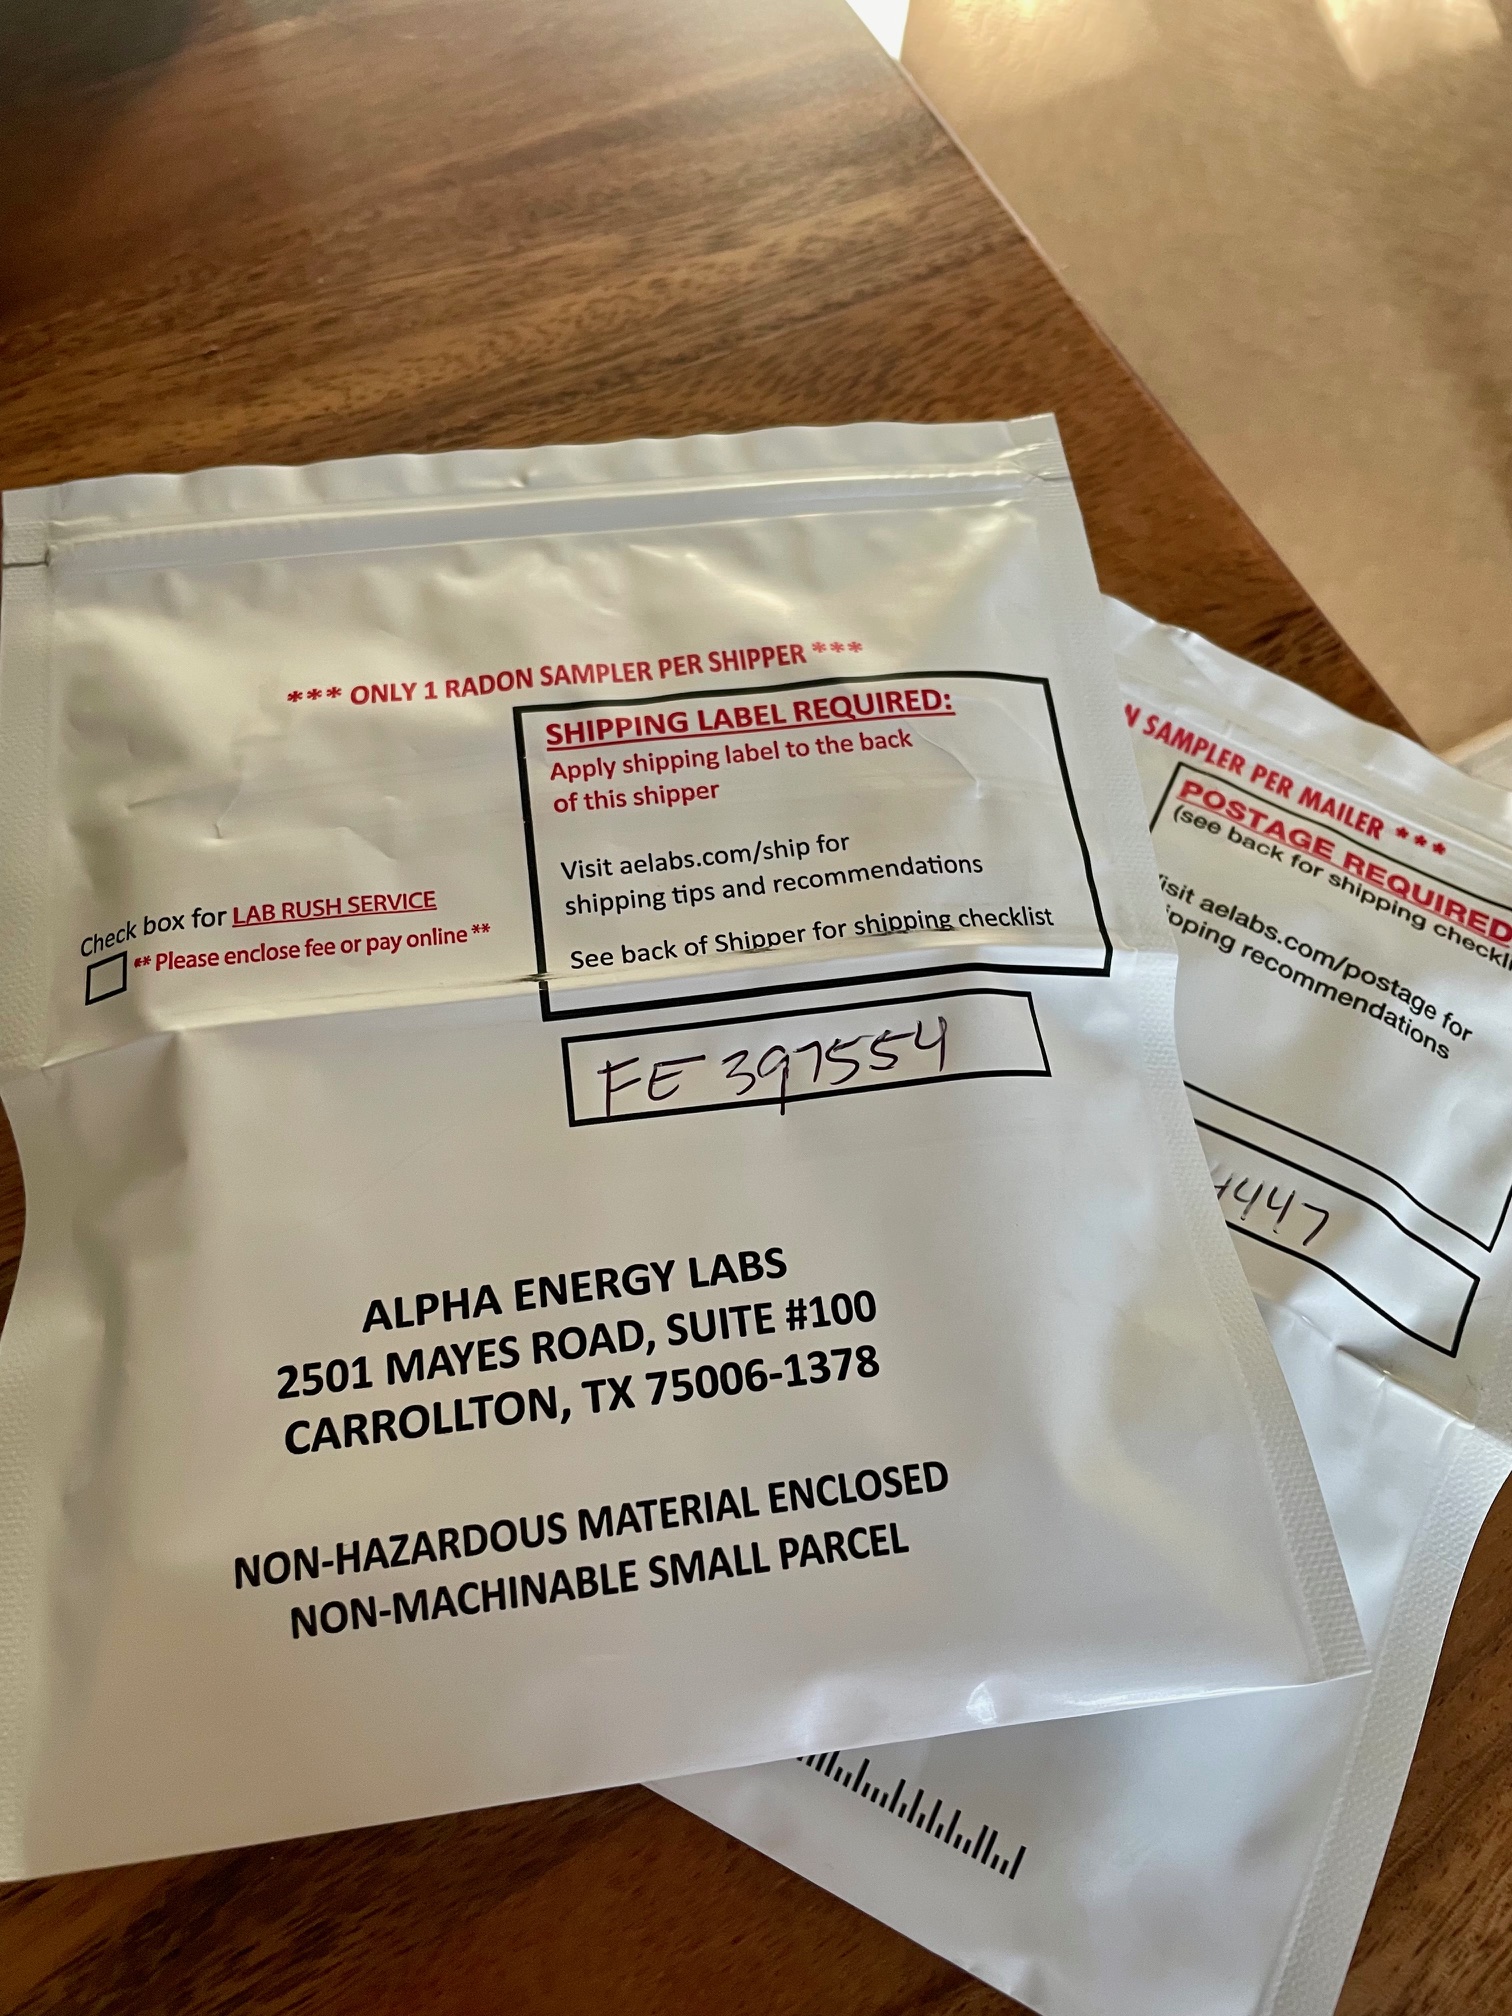 *** ONLY 1 RADON SAMPLER PER SHIPPER ***
SHIPPING LABEL REQUIRED:
Apply shipping label to the back
of this shipper
Visit aelabs.com/ship for
shipping tips and recommendations
See back of Shipper for shipping checklist
Check box for LAB RUSH SERVICE
** Please enclose fee or pay online **
FE 397554
ALPHA ENERGY LABS
2501 MAYES ROAD, SUITE #100
CARROLLTON, TX 75006-1378
NON-HAZARDOUS MATERIAL ENCLOSED
NON-MACHINABLE SMALL PARCEL
SAMPLER PER MAILER ***
POSTAGE REQUIRED
(see back for shipping
aelabs.com/postage for
recommendations
4447